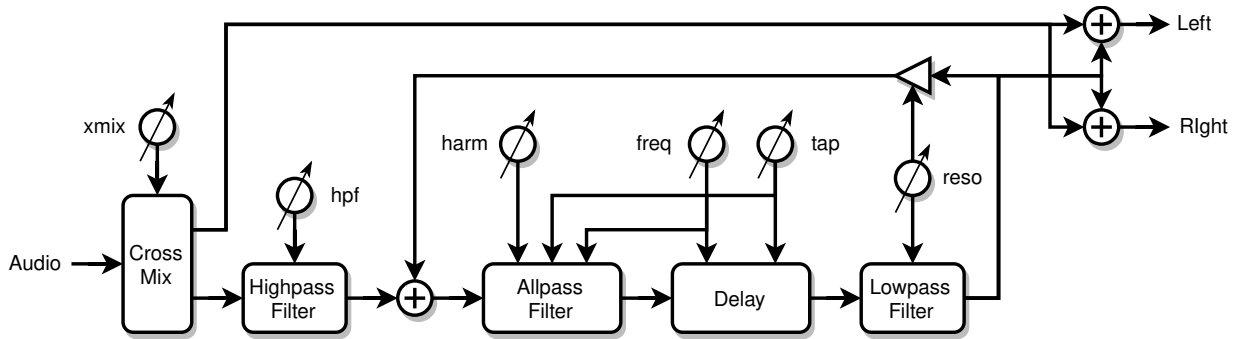 Left
xmix
RIght
harm
freq
tap
reso
hpf
Audio
Cross
Mix
Highpass
Filter
Allpass
Filter
Delay
Lowpass
Filter